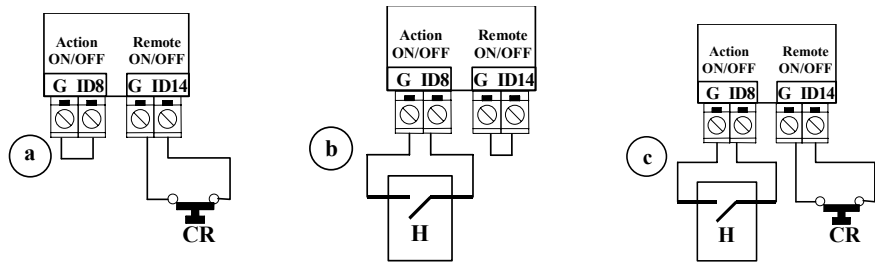 Action ON/OFF
G ID8
Remote ON/OFF
G ID14
a
CR
Action ON/OFF
G ID8
Remote ON/OFF
G ID14
b
H
Action ON/OFF
G ID8
Remote ON/OFF
G ID14
c
H
CR